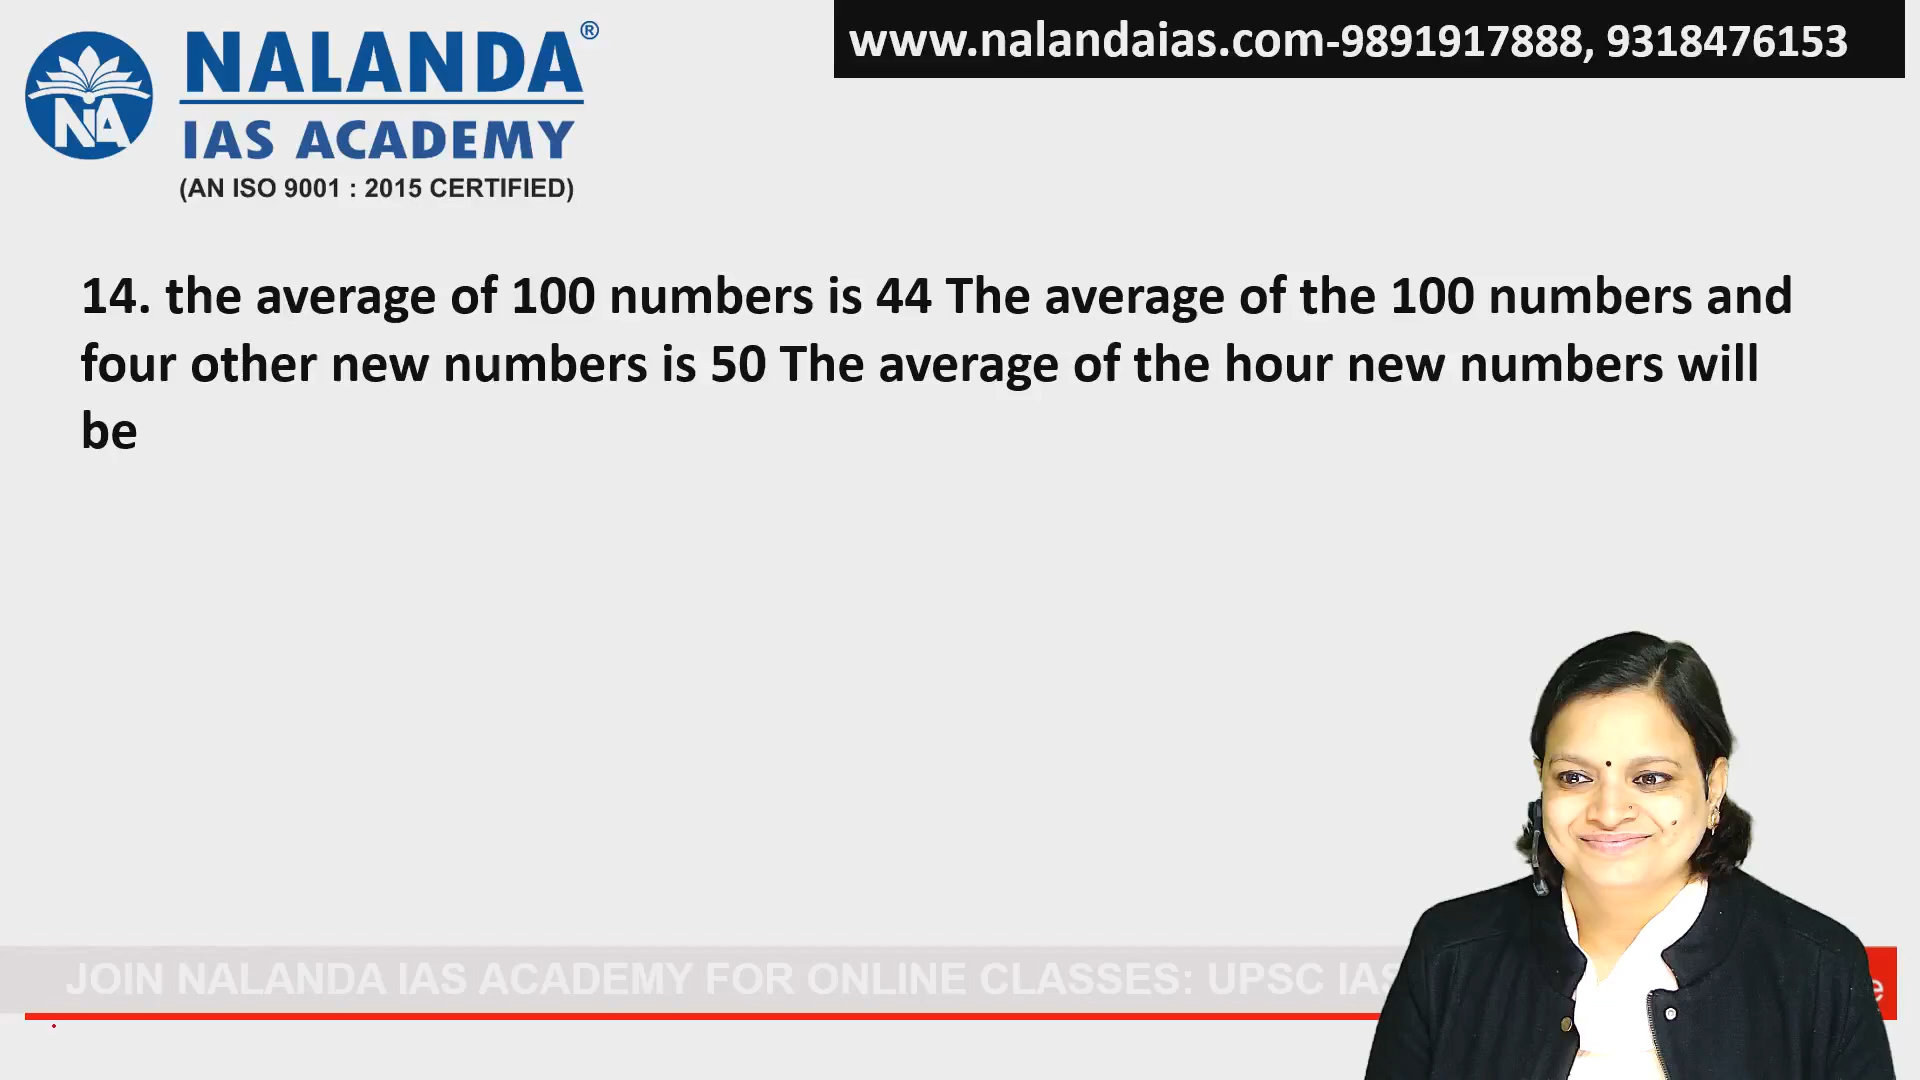 NALANDA®
IAS ACADEMY
(AN ISO 9001 : 2015 CERTIFIED)
NA
www.nalandaias.com-9891917888, 9318476153
14. the average of 100 numbers is 44 The average of the 100 numbers and
four other new numbers is 50 The average of the hour new numbers will
be
JOIN NALANDA IAS ACADEMY FOR ONLINE CLASSES: UPSC IAS